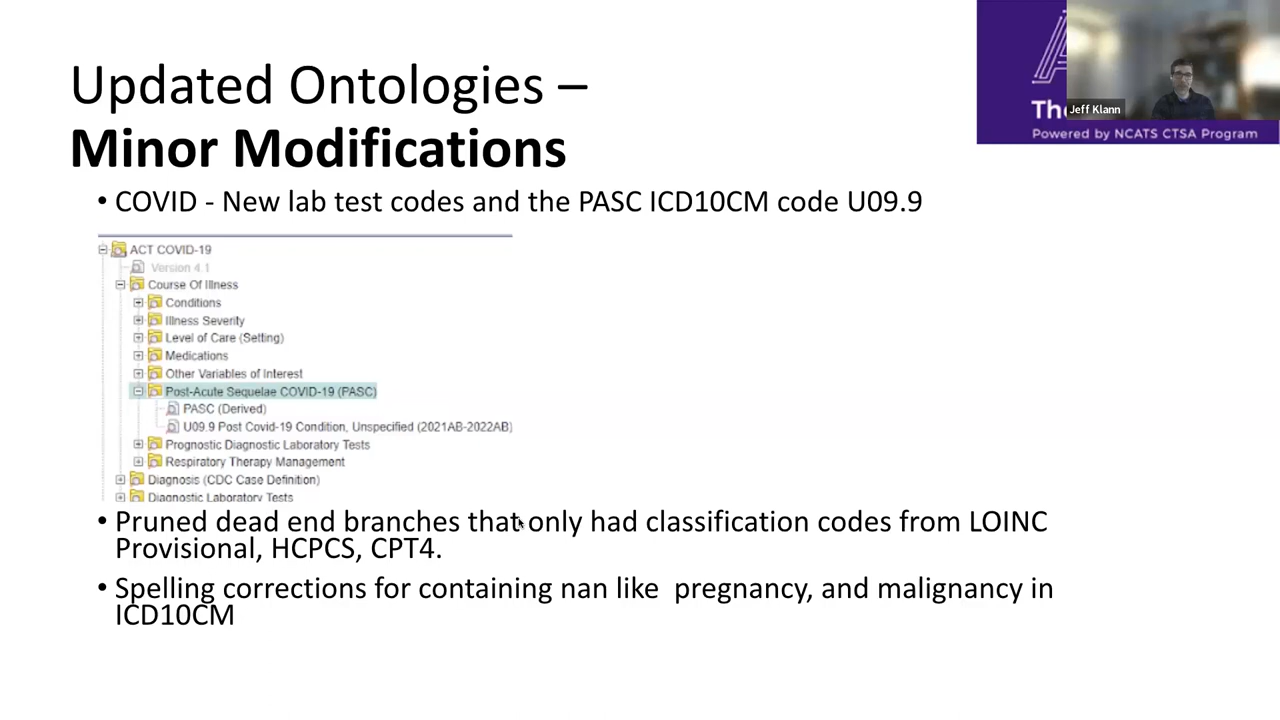 Updated Ontologies –
Minor Modifications
Jeff Klann
Powered by NCATS CTSA Program
• COVID - New lab test codes and the PASC ICD10CM code U09.9
ACT COVID-19
Version 4.1
Course Of Illness
Conditions
Illness Severity
Level of Care (Setting)
Medications
Other Variables of Interest
Post-Acute Sequelae COVID-19 (PASC)
PASC (Derived)
U09.9 Post Covid-19 Condition, Unspecified (2021AB-2022AB)
Prognostic Diagnostic Laboratory Tests
Respiratory Therapy Management
Diagnosis (CDC Case Definition)
Diagnostic Laboratory Tests
• Pruned dead end branches that only had classification codes from LOINC
Provisional, HCPCS, CPT4.
• Spelling corrections for containing nan like  pregnancy, and malignancy in
ICD10CM